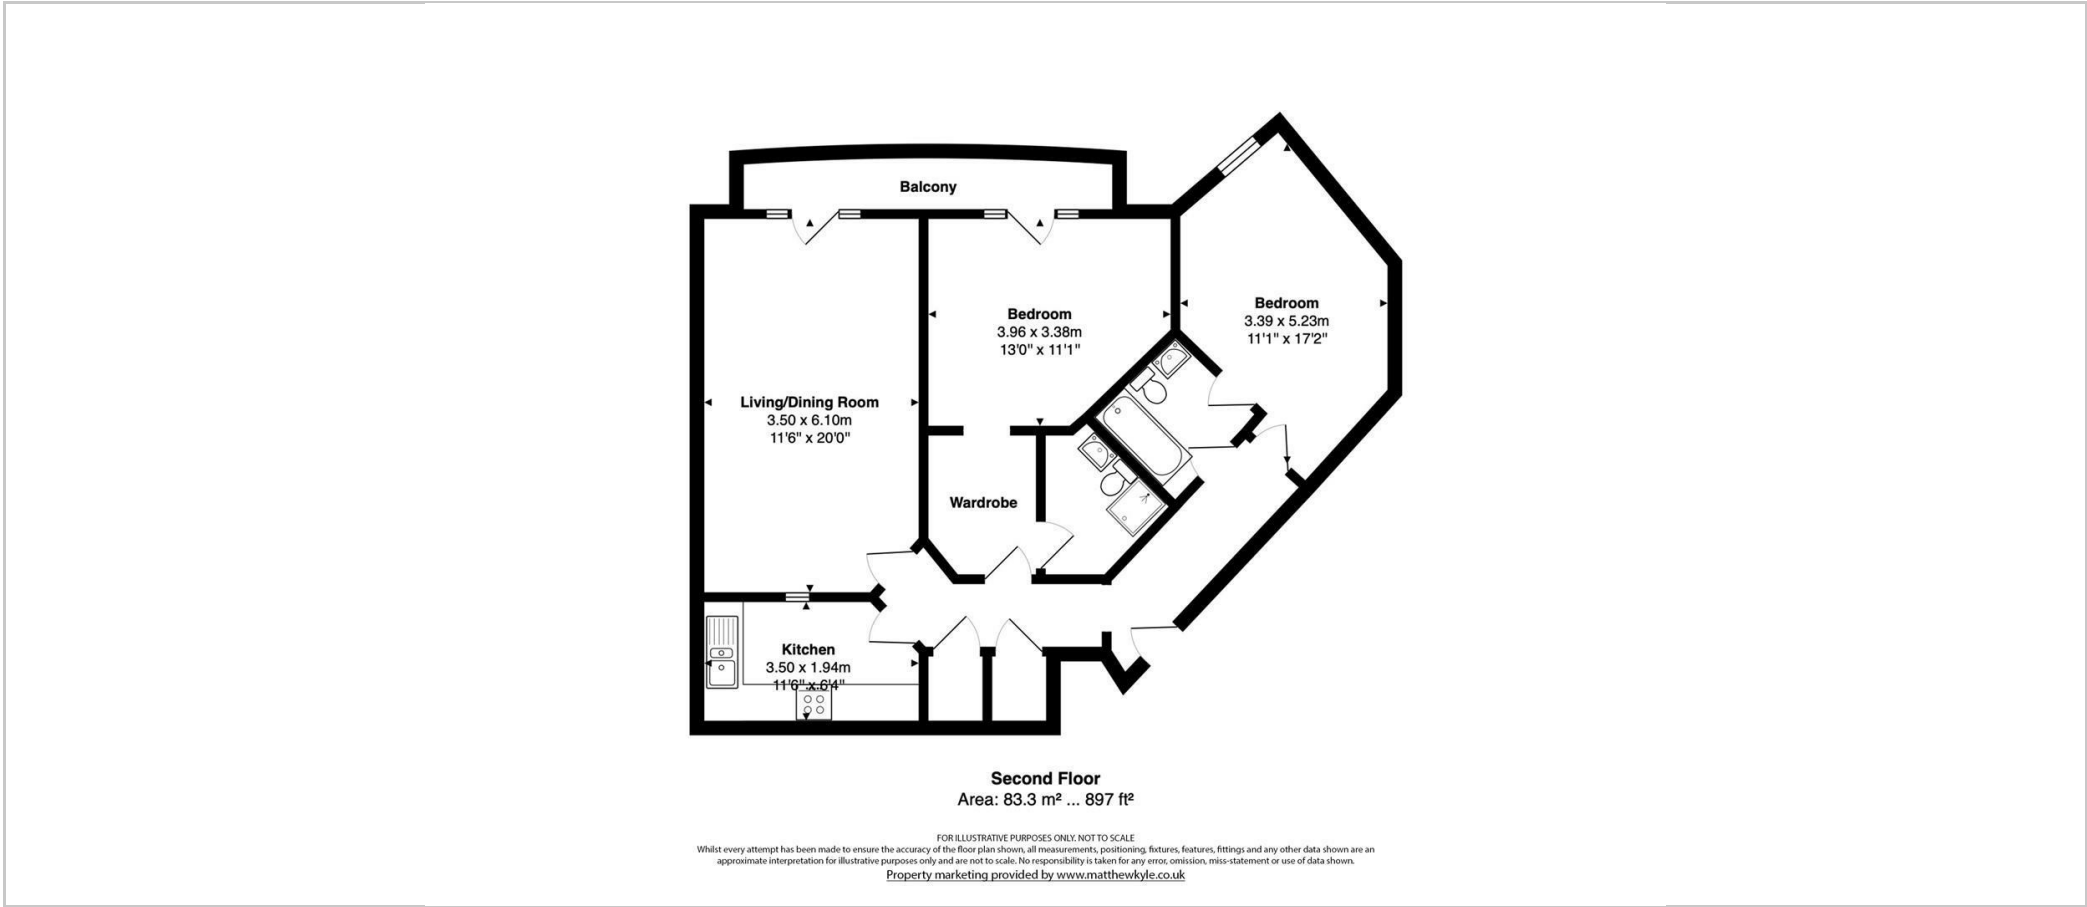 Balcony
Bedroom
3.39 x 5.23m
11'1" x 17'2"
Bedroom
3.96 x 3.38m
13'0" x 11'1"
Living/Dining Room
3.50 x 6.10m
11'6" x 20'0"
Wardrobe
Kitchen
3.50 x 1.94m
11'6" x 6'4"
Second Floor
Area: 83.3 m² ... 897 ft²
FOR ILLUSTRATIVE PURPOSES ONLY. NOT TO SCALE
Whilst every attempt has been made to ensure the accuracy of the floor plan shown, all measurements, positioning, fixtures, features, fittings and any other data shown are an
approximate interpretation for illustrative purposes only and are not to scale. No responsibility is taken for any error, omission, miss-statement or use of data shown.
Property marketing provided by www.matthewkyle.co.uk